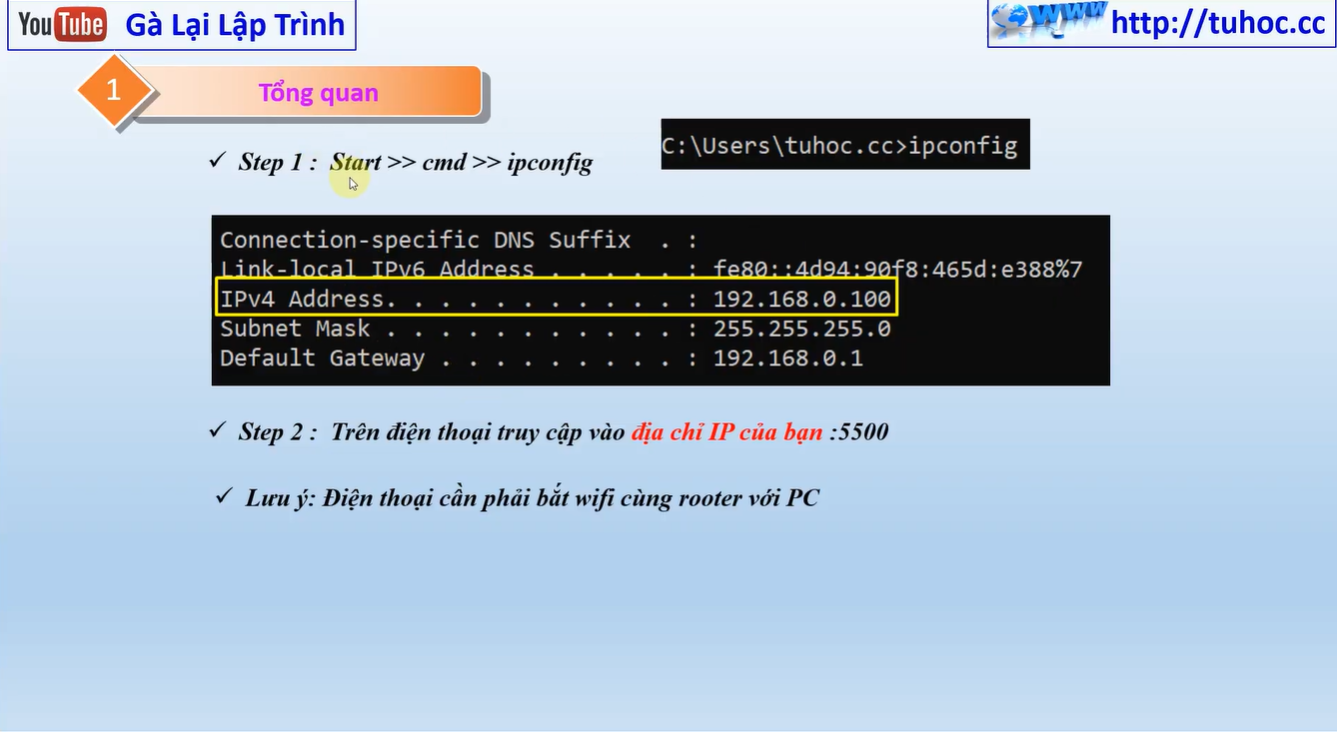 YouTube Gà Lại Lập Trình
WWW http://tuhoc.cc
1 Tổng quan
✓ Step 1 : Start >> cmd >> ipconfig
C:\Users\tuhoc.cc>ipconfig
Connection-specific DNS Suffix . :
Link-local IPv6 Address . . . . . : fe80::4d94:90f8:465d:e388%7
IPv4 Address. . . . . . . . . . . : 192.168.0.100
Subnet Mask . . . . . . . . . . . : 255.255.255.0
Default Gateway . . . . . . . . . : 192.168.0.1
✓ Step 2 : Trên điện thoại truy cập vào địa chỉ IP của bạn :5500
✓ Lưu ý: Điện thoại cần phải bắt wifi cùng rooter với PC